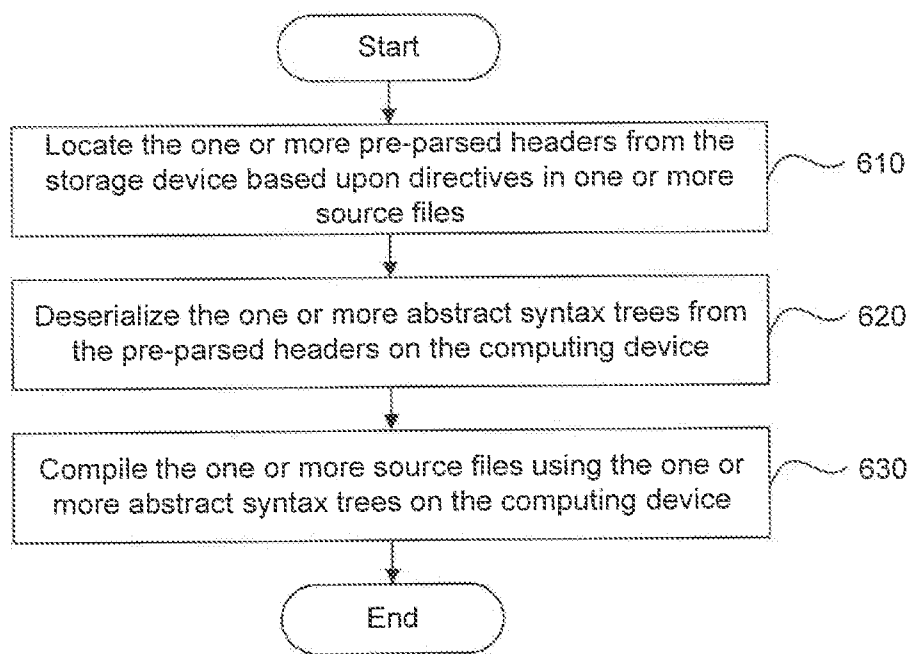 Start
Locate the one or more pre-parsed headers from the
storage device based upon directives in one or more
source files
610
Deserialize the one or more abstract syntax trees from
the pre-parsed headers on the computing device
620
Compile the one or more source files using the one or
more abstract syntax trees on the computing device
630
End